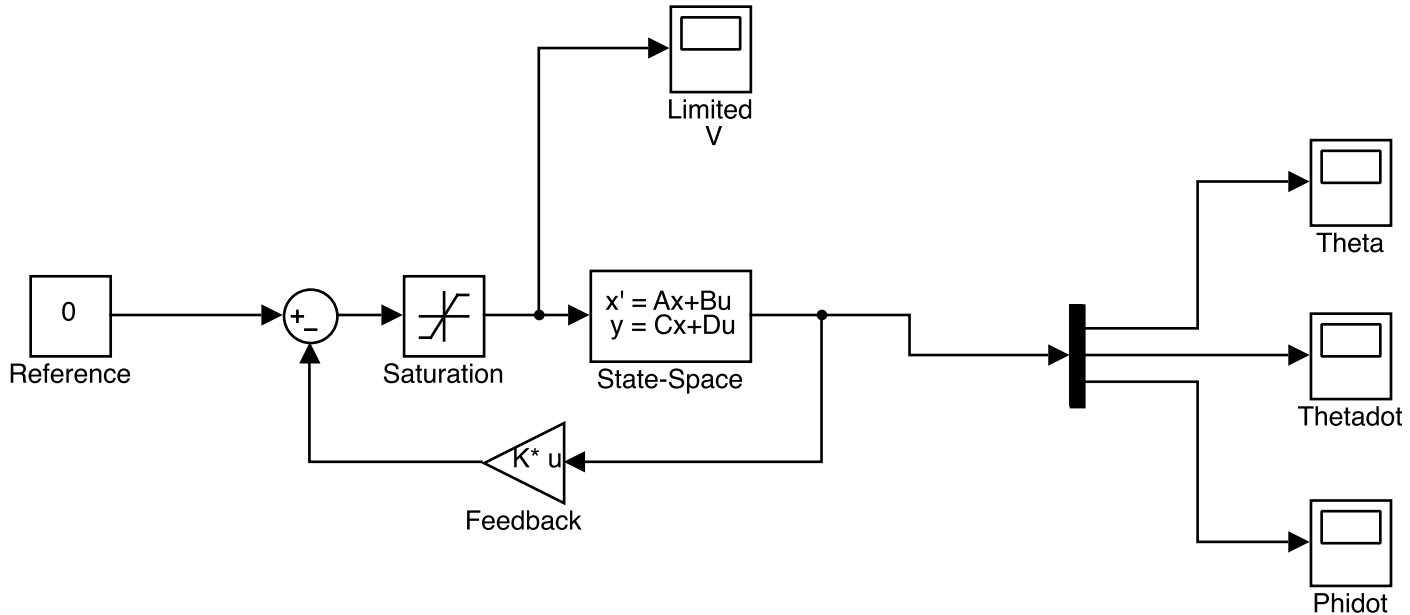 Limited
V
Theta
0
Reference
+
−
Saturation
x' = Ax+Bu
y = Cx+Du
State-Space
Thetadot
K* u
Feedback
Phidot